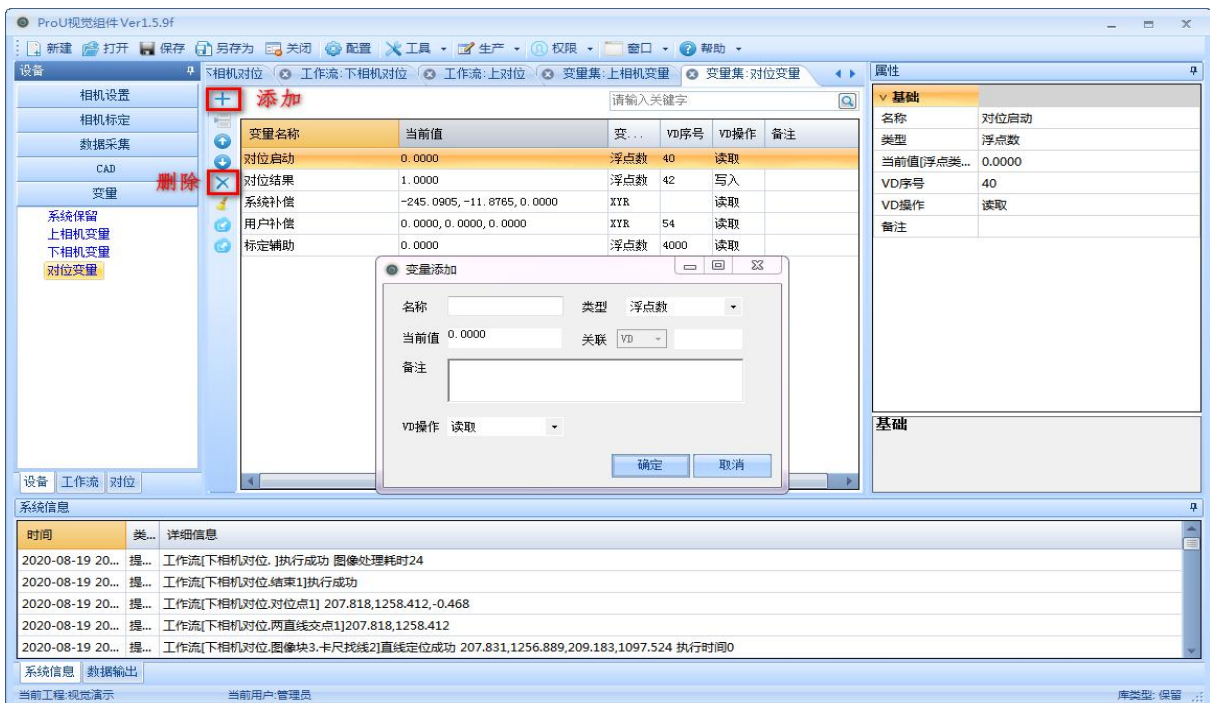 ProU视觉组件 Ver1.5.9f
新建 打开 保存 另存为 关闭 配置 工具 生产 权限 窗口 帮助
设备
相机设置
相机标定
数据采集
CAD
变量
系统保留
上相机变量
下相机变量
对位变量
设备 工作流 对位
下相机对位 工作流:下相机对位 工作流:上对位 变量集:上相机变量 变量集:对位变量
添加
请输入关键字
变量名称 当前值 变... VD序号 VD操作 备注
对位启动 0.0000 浮点数 40 读取
删除
对位结果 1.0000 浮点数 42 写入
系统补偿 -245.0905,-11.8765,0.0000 XYR 读取
用户补偿 0.0000,0.0000,0.0000 XYR 54 读取
标定辅助 0.0000 浮点数 4000 读取
变量添加
名称 类型 浮点数
当前值 0.0000 关联 VD
备注
VD操作 读取
确定 取消
属性
基础
名称 对位启动
类型 浮点数
当前值[浮点类... 0.0000
VD序号 40
VD操作 读取
备注
基础
系统信息
时间 类... 详细信息
2020-08-19 20... 提... 工作流[下相机对位. ]执行成功 图像处理耗时24
2020-08-19 20... 提... 工作流[下相机对位.结束1]执行成功
2020-08-19 20... 提... 工作流[下相机对位.对位点1] 207.818,1258.412,-0.468
2020-08-19 20... 提... 工作流[下相机对位.两直线交点1]207.818,1258.412
2020-08-19 20... 提... 工作流[下相机对位.图像块3.卡尺找线2]直线定位成功 207.831,1256.889,209.183,1097.524 执行时间0
系统信息 数据输出
当前工程:视觉演示 当前用户:管理员 库类型: 保留